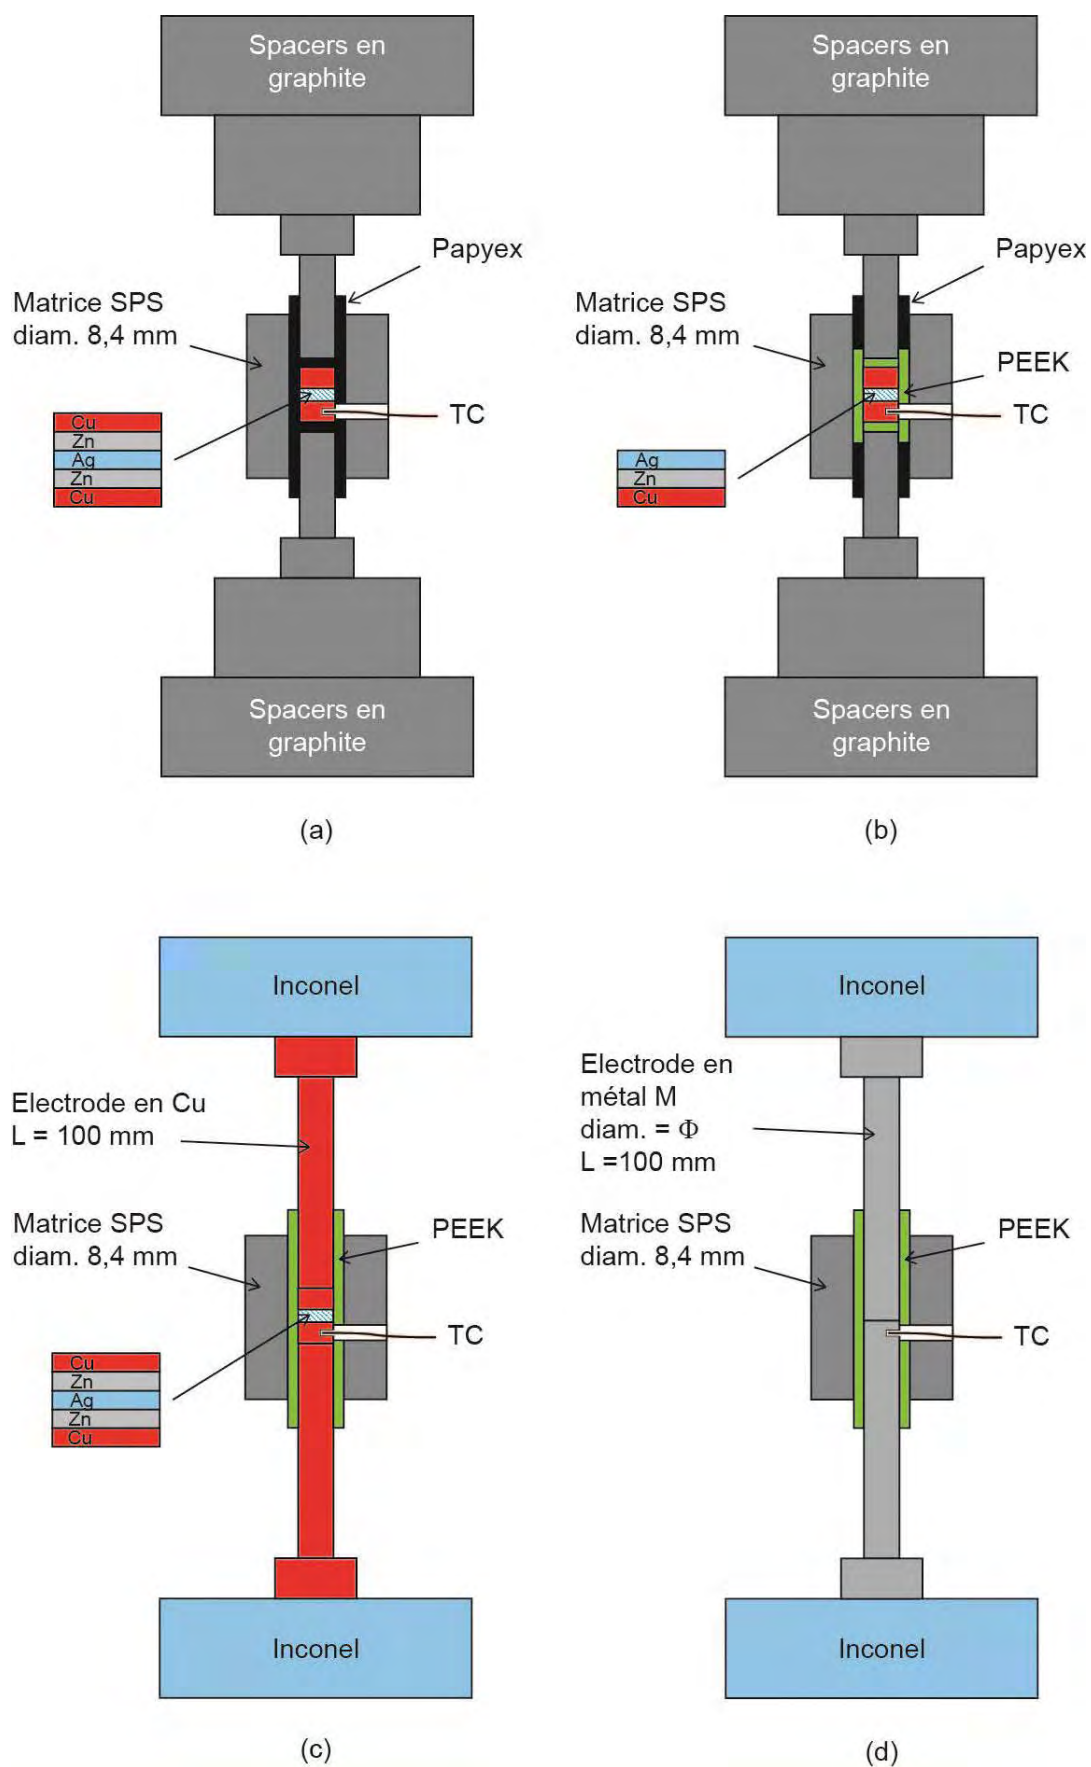 Spacers en
graphite
Papyex
Matrice SPS
diam. 8,4 mm
TC
Cu
Zn
Ag
Zn
Cu
Spacers en
graphite
(a)
Spacers en
graphite
Papyex
Matrice SPS
diam. 8,4 mm
PEEK
TC
Ag
Zn
Cu
Spacers en
graphite
(b)
Inconel
Electrode en Cu
L = 100 mm
Matrice SPS
diam. 8,4 mm
PEEK
TC
Cu
Zn
Ag
Zn
Cu
Inconel
(c)
Inconel
Electrode en
métal M
diam. = Φ
L =100 mm
Matrice SPS
diam. 8,4 mm
PEEK
TC
Inconel
(d)